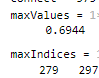 maxValues =
0.6944
maxIndices =
279 297